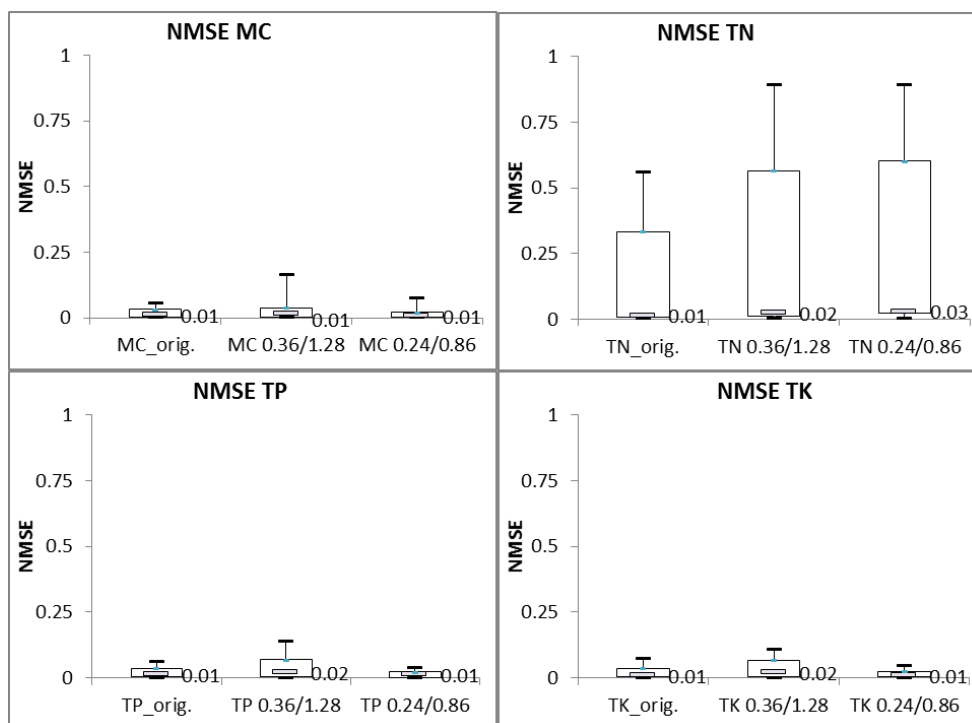 NMSE MC
1
0.75
0.5
0.25
0
NMSE
0.01
0.01
0.01
MC_orig. MC 0.36/1.28 MC 0.24/0.86
NMSE TN
1
0.75
0.5
0.25
0
NMSE
0.01
0.02
0.03
TN_orig. TN 0.36/1.28 TN 0.24/0.86
NMSE TP
1
0.75
0.5
0.25
0
NMSE
0.01
0.02
0.01
TP_orig. TP 0.36/1.28 TP 0.24/0.86
NMSE TK
1
0.75
0.5
0.25
0
NMSE
0.01
0.02
0.01
TK_orig. TK 0.36/1.28 TK 0.24/0.86